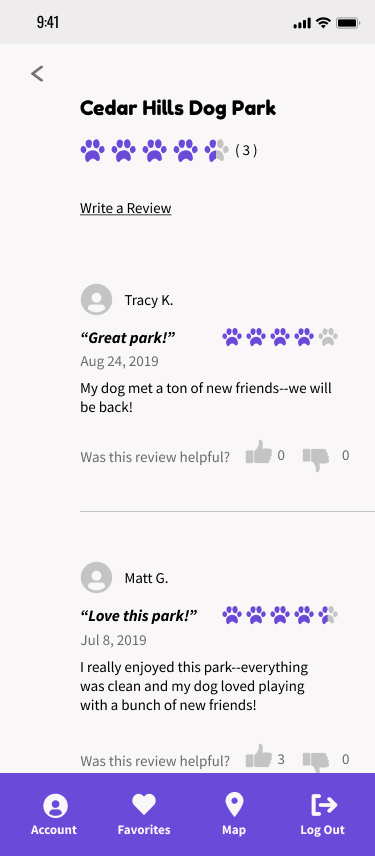 9:41
Cedar Hills Dog Park
( 3 )
Write a Review
Tracy K.
“Great park!”
Aug 24, 2019
My dog met a ton of new friends--we will
be back!
Was this review helpful? 0 0
Matt G.
“Love this park!”
Jul 8, 2019
I really enjoyed this park--everything
was clean and my dog loved playing
with a bunch of new friends!
Was this review helpful? 3 0
Account Favorites Map Log Out